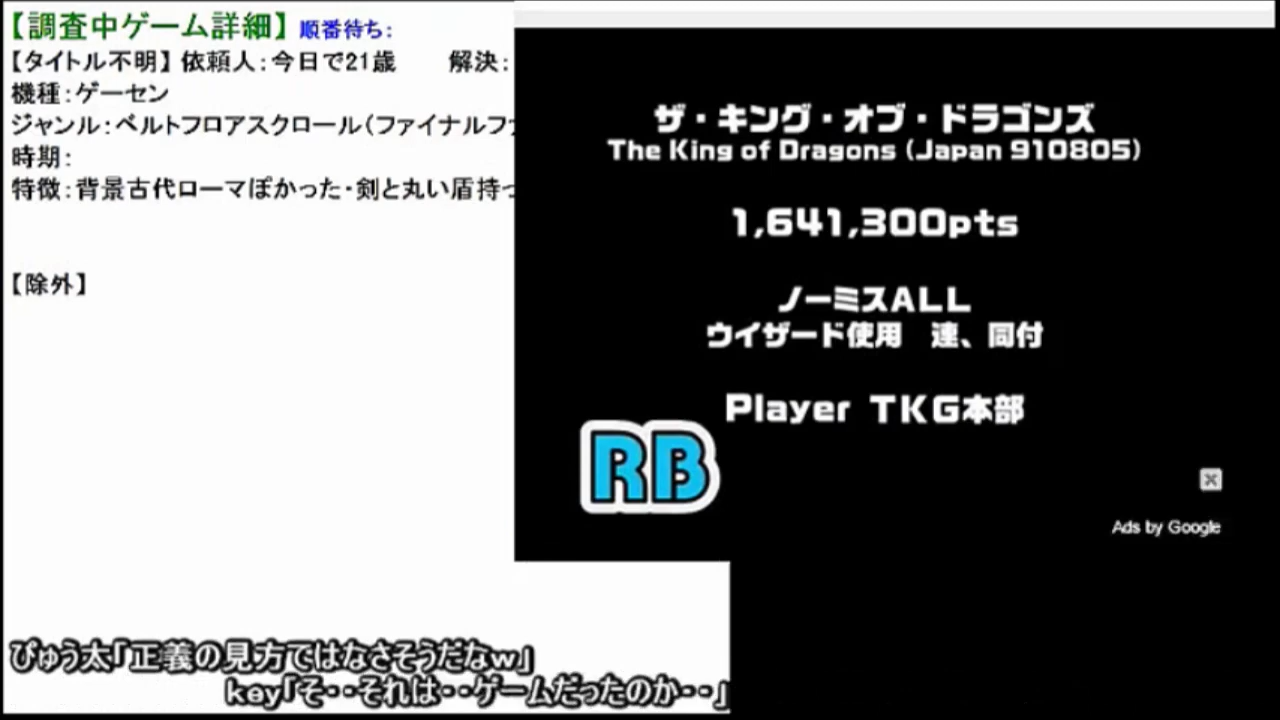 【調査中ゲーム詳細】 順番待ち:
【タイトル不明】 依頼人:今日で21歳　解決:
機種:ゲーセン
ジャンル:ベルトフロアスクロール(ファイナルフ
時期:
特徴:背景古代ローマぽかった・剣と丸い盾持っ
【除外】
ザ・キング・オブ・ドラゴンズ
The King of Dragons (Japan 910805)
1,641,300pts
ノーミスALL
ウイザード使用　連、同付
Player TKG本部
RB
Ads by Google
ぴゅう太「正義の見方てはなさそうだなw」
key「そ・・それは・・ゲームだったのか・・」